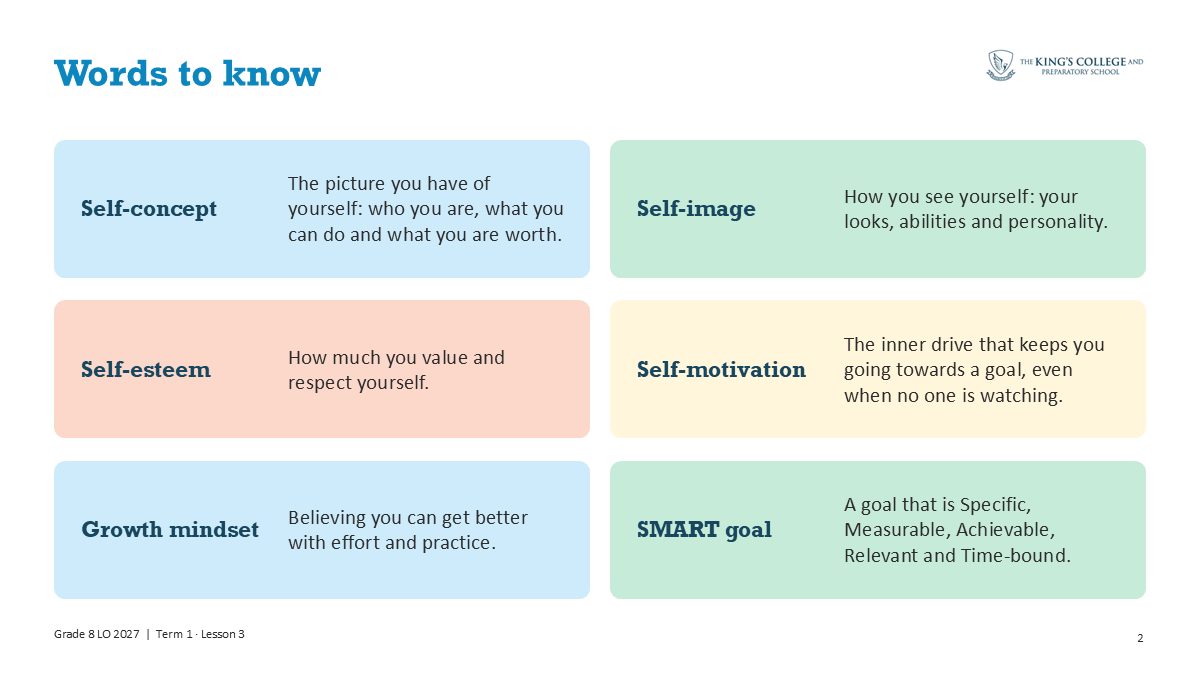 Words to know
THE KING'S COLLEGE AND
PREPARATORY SCHOOL
Self-concept
The picture you have of
yourself: who you are, what you
can do and what you are worth.
Self-image
How you see yourself: your
looks, abilities and personality.
Self-esteem
How much you value and
respect yourself.
Self-motivation
The inner drive that keeps you
going towards a goal, even
when no one is watching.
Growth mindset
Believing you can get better
with effort and practice.
SMART goal
A goal that is Specific,
Measurable, Achievable,
Relevant and Time-bound.
Grade 8 LO 2027 | Term 1 · Lesson 3
2